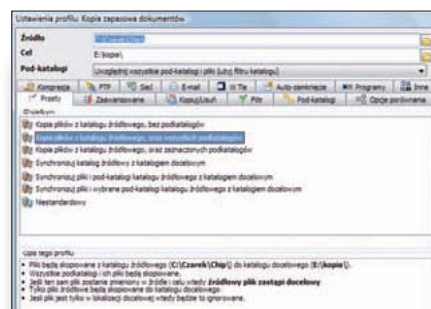 Ustawienia profilu Kopia zapasowa dokumentów
Źródło C:\Czarek\Chip\
Cel E:\kopia\
Pod-katalogi Uwzględnij wszystkie pod-katalogi i pliki (użyj filtru katalogu)
Kompresja FTP Sieć E-mail W Tle Auto-zamknięcie Programy Inne
Prosty Zaawansowane Kopiuj/Usuń Filtr Pod-katalogi Opcje porównania
Kopia plików z katalogu źródłowego, bez podkatalogów
Kopia plików z katalogu źródłowego, oraz wszystkich podkatalogów
Kopia plików z katalogu źródłowego, oraz zaznaczonych podkatalogów
Synchronizuj katalog źródłowy z katalogiem docelowym
Synchronizuj pliki i pod-katalogi katalogu źródłowego z katalogiem docelowym
Synchronizuj pliki i wybrane pod-katalogi katalogu źródłowego z katalogiem docelowym
Niestandardowy
Opis tego profilu
Pliki będą skopiowane z katalogu źródłowego (C:\Czarek\Chip\) do katalogu docelowego (E:\kopia\).
Wszystkie podkatalogi i ich pliki będą skopiowane.
Jeśli ten sam plik zostanie zmieniony w źródle i celu wtedy źródłowy plik zastąpi docelowy
Tylko pliki źródłowe będą skopiowane do katalogu docelowego
Jeśli plik jest tylko w lokalizacji docelowej wtedy będzie to ignorowane.